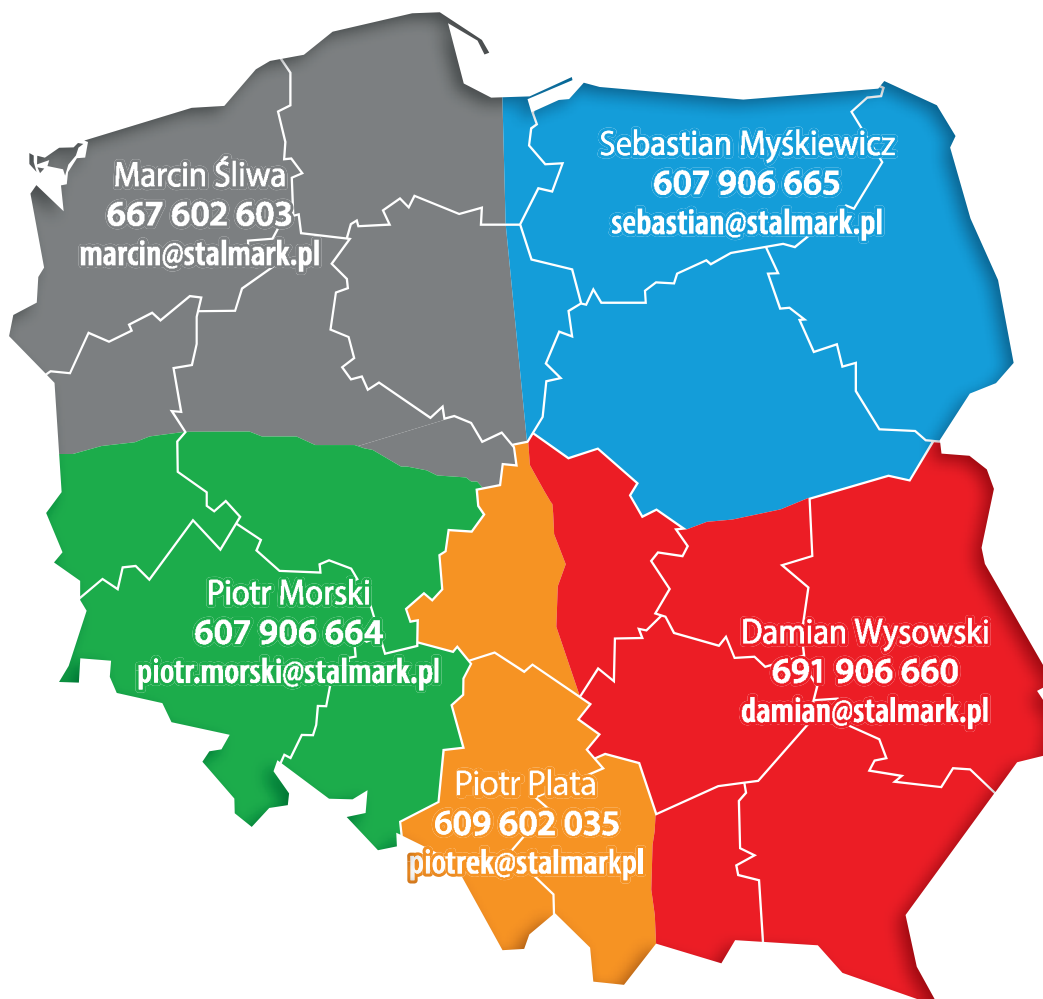 Sebastian Myśkiewicz
607 906 665
sebastian@stalmark.pl
Marcin Śliwa
667 602 603
marcin@stalmark.pl
Piotr Morski
607 906 664
piotr.morski@stalmark.pl
Damian Wysowski
691 906 660
damian@stalmark.pl
Piotr Plata
609 602 035
piotrek@stalmarkpl